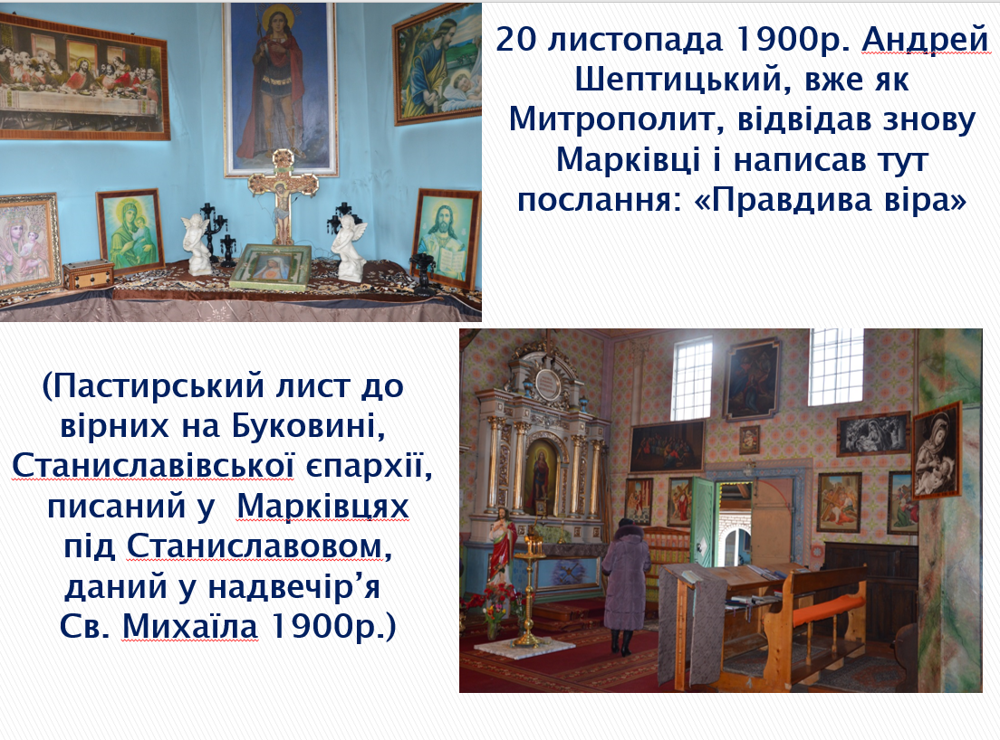 20 листопада 1900р. Андрей
Шептицький, вже як
Митрополит, відвідав знову
Марківці і написав тут
послання: «Правдива віра»
(Пастирський лист до
вірних на Буковині,
Станиславівської єпархії,
писаний у  Марківцях
під Станиславовом,
даний у надвечір’я
Св. Михаїла 1900р.)